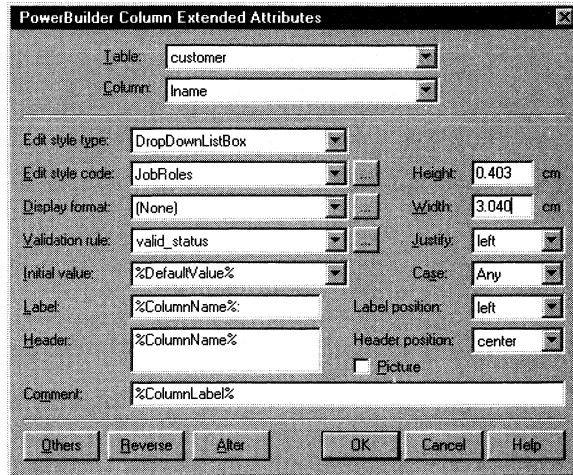 PowerBuilder Column Extended Attributes
Table: customer
Column: lname
Edit style type: DropDownListBox
Edit style code: JobRoles ... Height: 0.403 cm
Display format: (None) ... Width: 3.040 cm
Validation rule: valid_status ... Justify: left
Initial value: %DefaultValue% Case: Any
Label: %ColumnName%: Label position: left
Header: %ColumnName% Header position: center
Picture
Comment: %ColumnLabel%
Others Reverse Alter OK Cancel Help